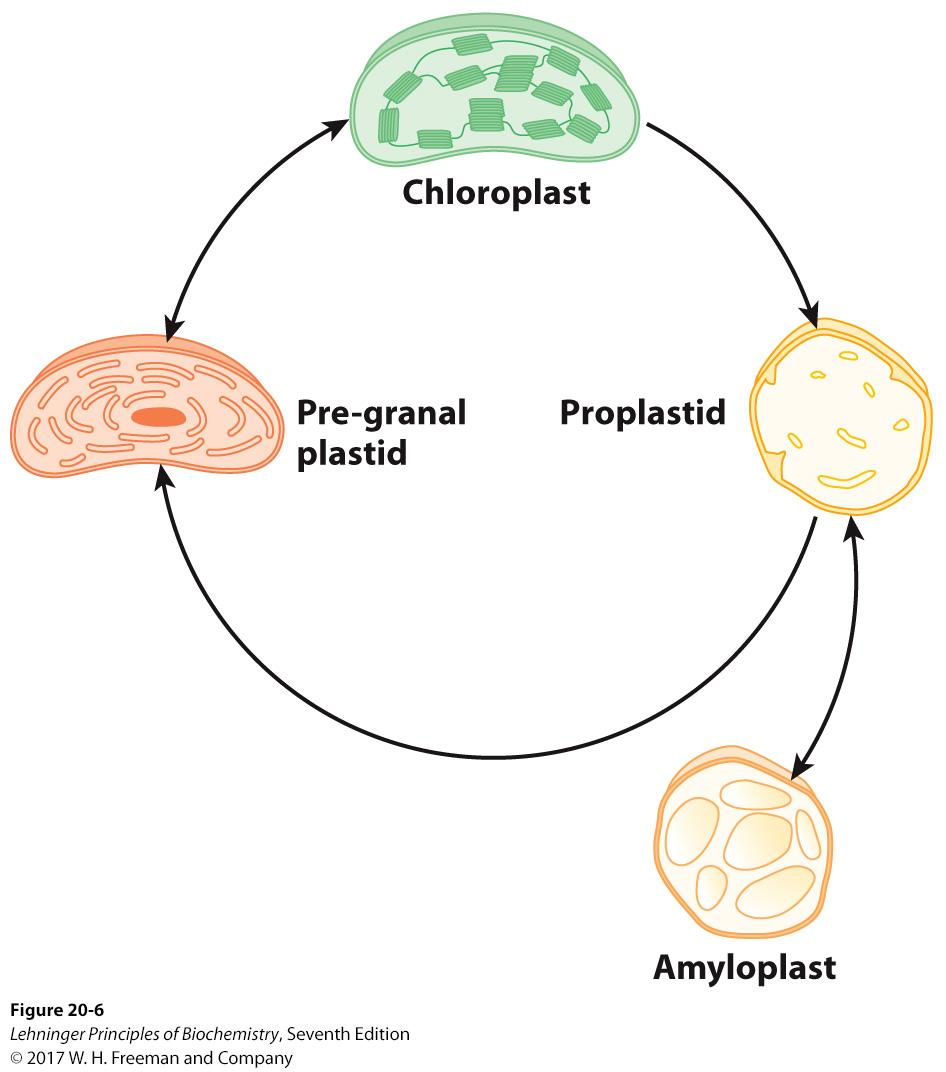 Chloroplast
Pre-granal
plastid
Proplastid
Amyloplast
Figure 20-6
Lehninger Principles of Biochemistry, Seventh Edition
© 2017 W. H. Freeman and Company